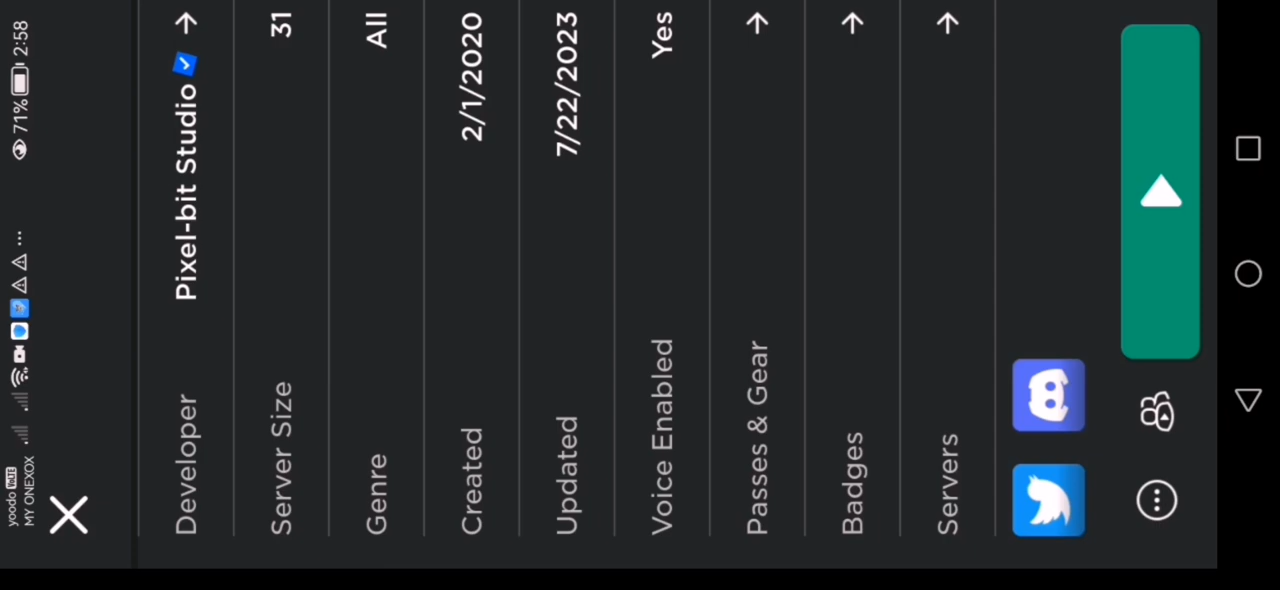 yoodo VoLTE
MY ONEXOX
71% 2:58
Developer Pixel-bit Studio
Server Size 31
Genre All
Created 2/1/2020
Updated 7/22/2023
Voice Enabled Yes
Passes & Gear
Badges
Servers